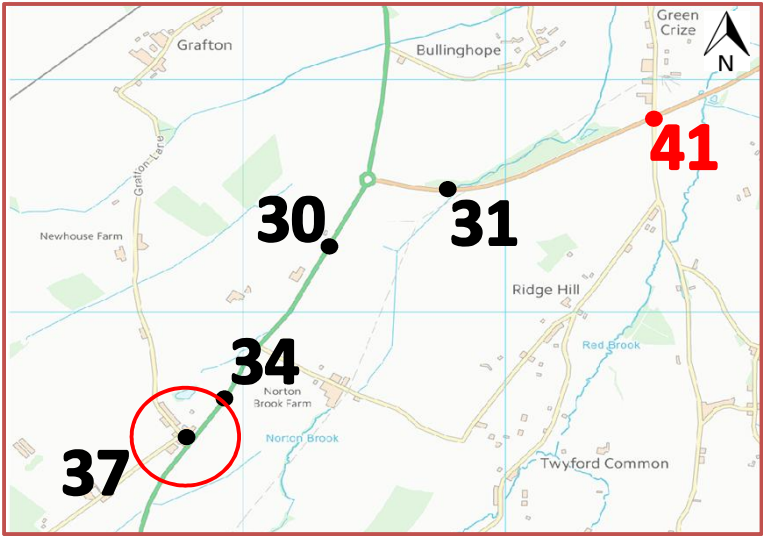 Green
Crize
Grafton
Bullinghope
N
41
Grafton Lane
30
31
Newhouse Farm
Ridge Hill
Red Brook
34
Norton
Brook Farm
Norton Brook
37
Twyford Common